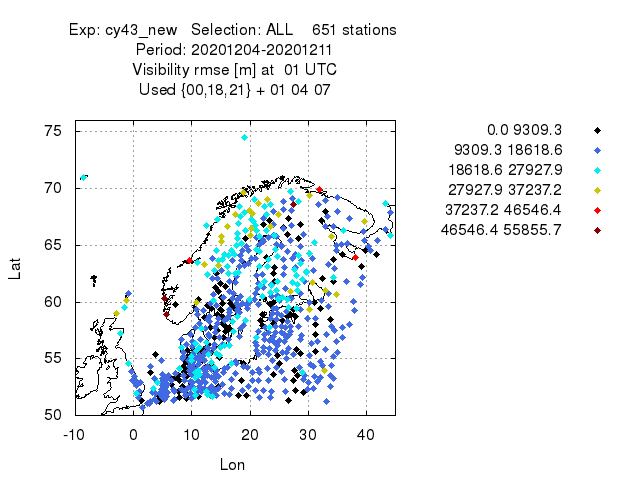 Exp: cy43_new   Selection: ALL    651 stations
Period: 20201204-20201211
Visibility rmse [m] at  01 UTC
Used {00,18,21} + 01 04 07
0.0 9309.3
9309.3 18618.6
18618.6 27927.9
27927.9 37237.2
37237.2 46546.4
46546.4 55855.7
75
70
65
60
55
50
Lat
-10 0 10 20 30 40
Lon